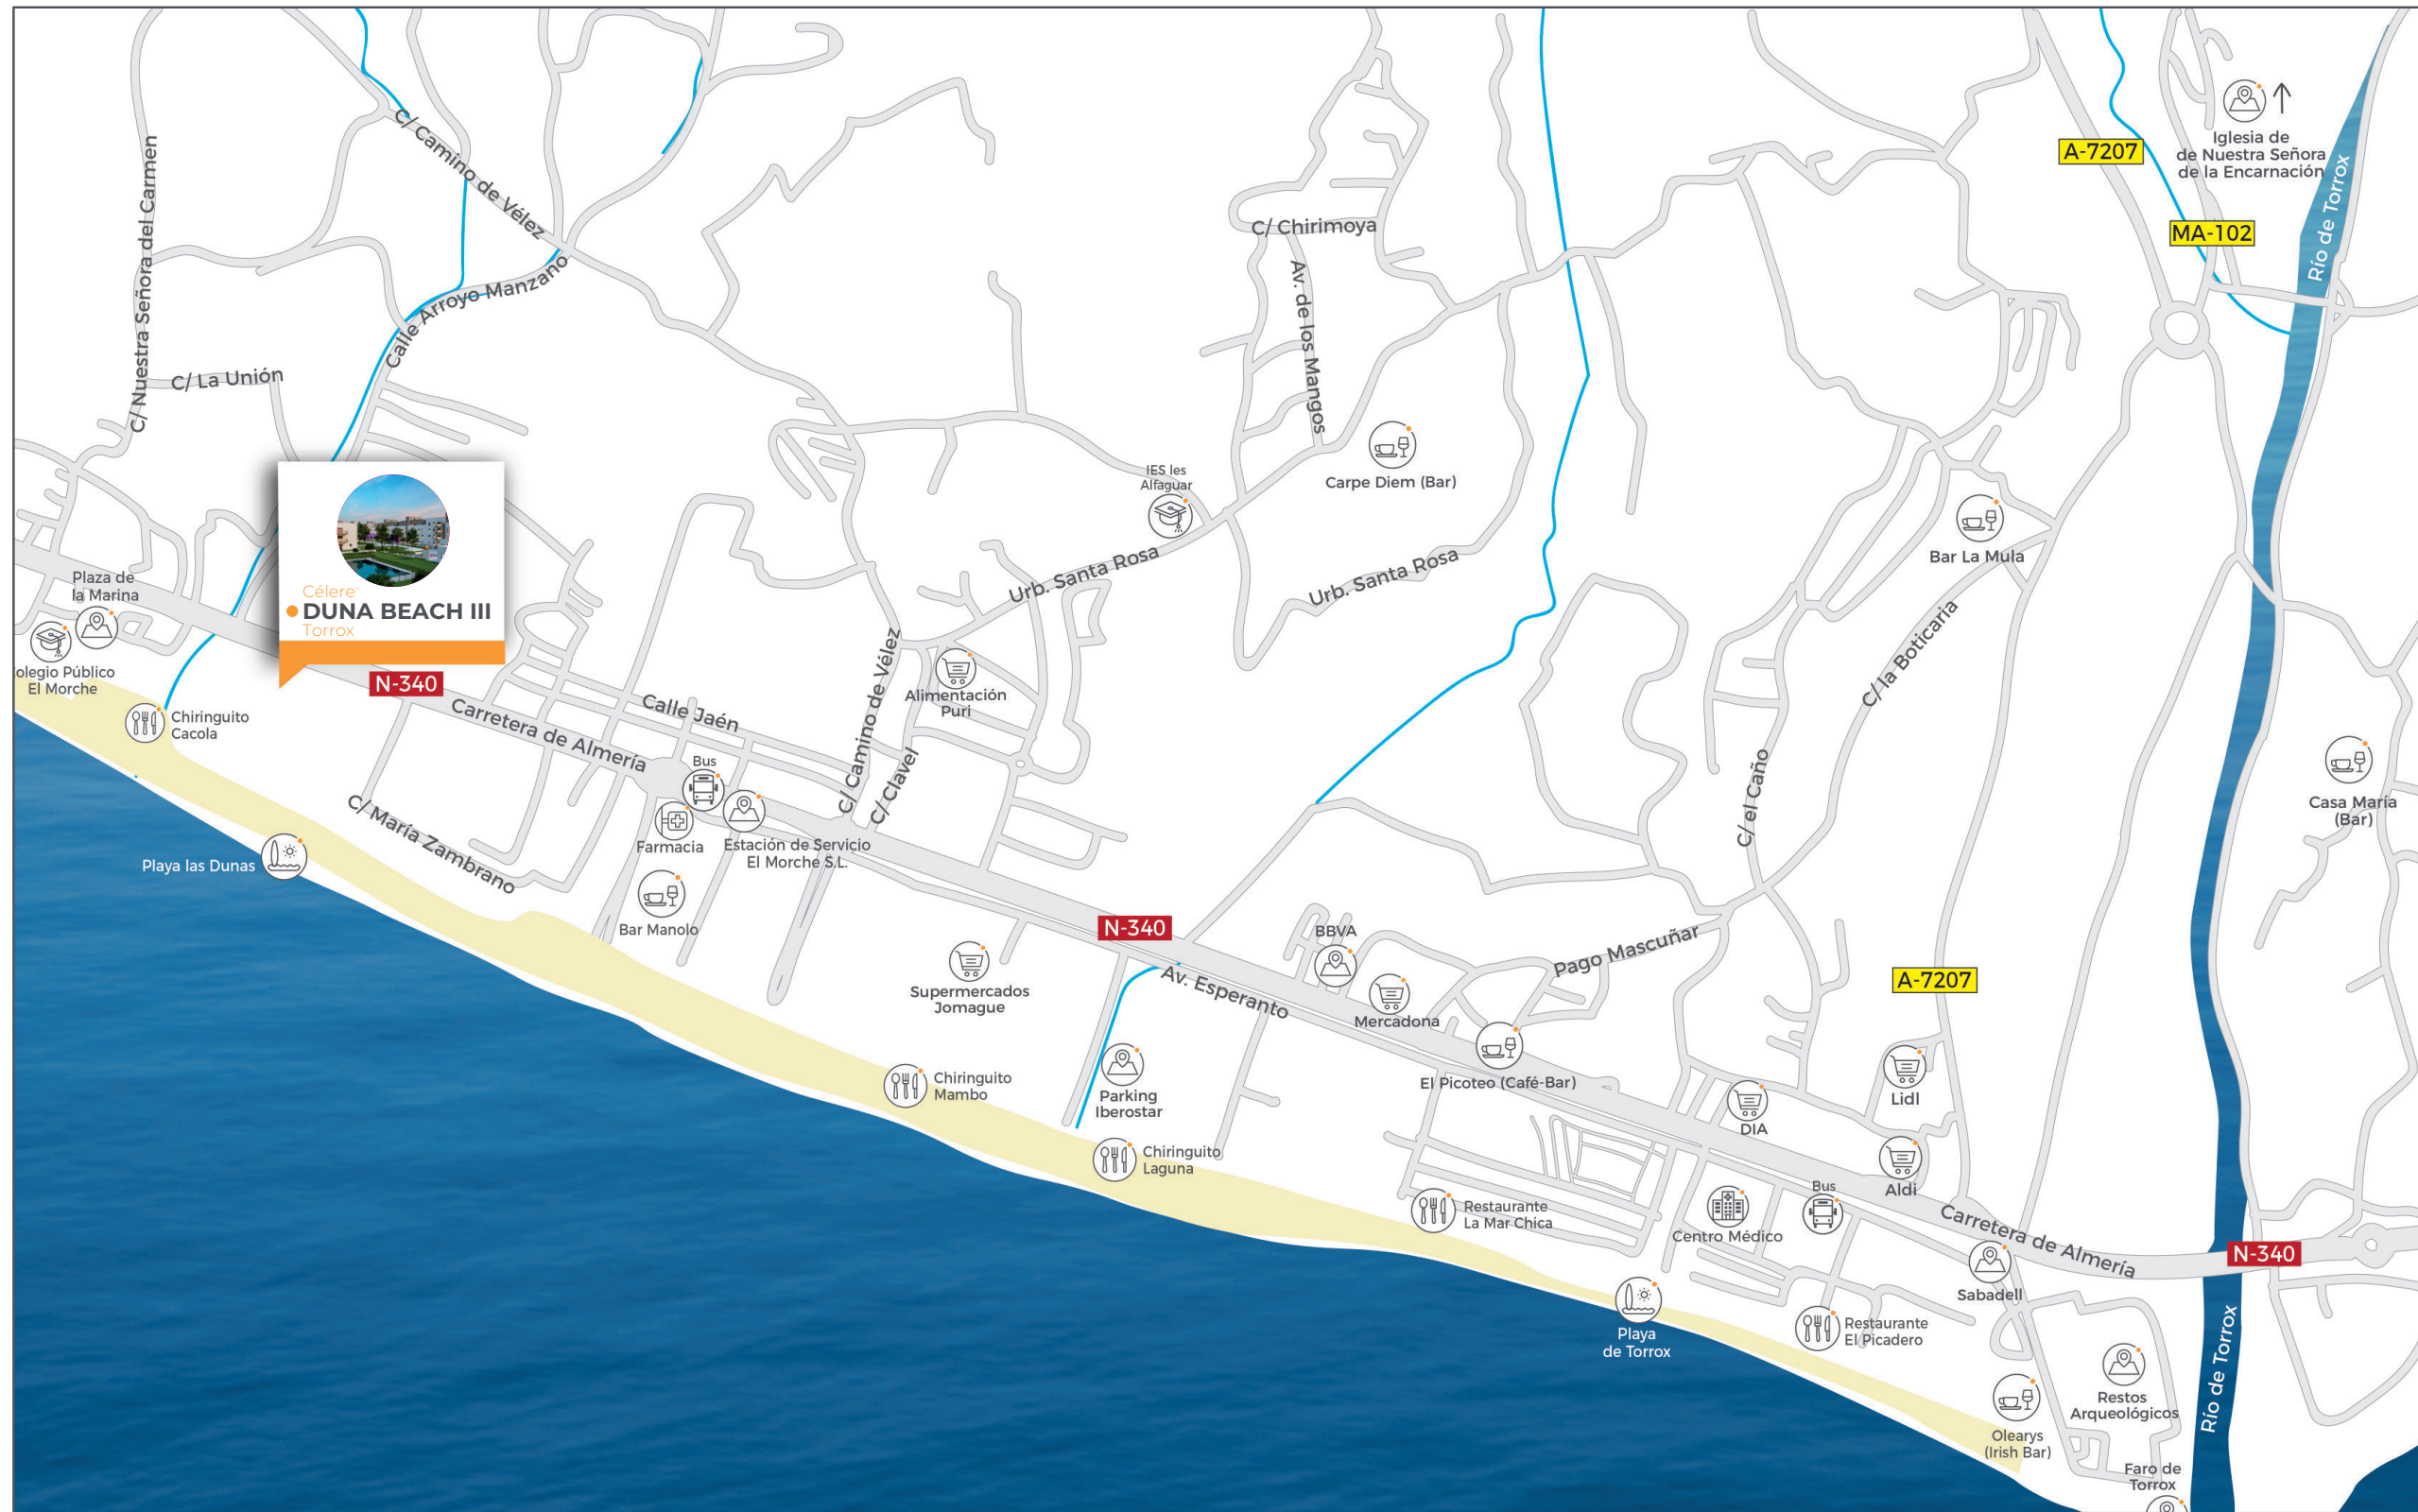 C/ Camino de Vélez
C/ Nuestra Señora del Carmen
Calle Arroyo Manzano
C/ La Unión
C/ Chirimoya
Av. de los Mangos
A-7207
Iglesia de
de Nuestra Señora
de la Encarnación
MA-102
Río de Torrox
Carpe Diem (Bar)
IES les
Alfaguar
Bar La Mula
Urb. Santa Rosa
Urb. Santa Rosa
Plaza de
la Marina
olegio Público
El Morche
Célere
DUNA BEACH III
Torrox
N-340
Chiringuito
Cacola
Carretera de Almería
Calle Jaén
C/ Camino de Vélez
C/ Clavel
Alimentación
Puri
C/ la Boticaria
C/ el Caño
Casa María
(Bar)
Bus
Farmacia
Estación de Servicio
El Morche S.L.
C/ María Zambrano
Playa las Dunas
Bar Manolo
N-340
BBVA
Pago Mascuñar
A-7207
Supermercados
Jomague
Av. Esperanto
Mercadona
Chiringuito
Mambo
Parking
Iberostar
El Picoteo (Café-Bar)
DIA
Lidl
Chiringuito
Laguna
Aldi
Restaurante
La Mar Chica
Centro Médico
Bus
Carretera de Almería
N-340
Sabadell
Playa
de Torrox
Restaurante
El Picadero
Río de Torrox
Restos
Arqueológicos
Olearys
(Irish Bar)
Faro de
Torrox